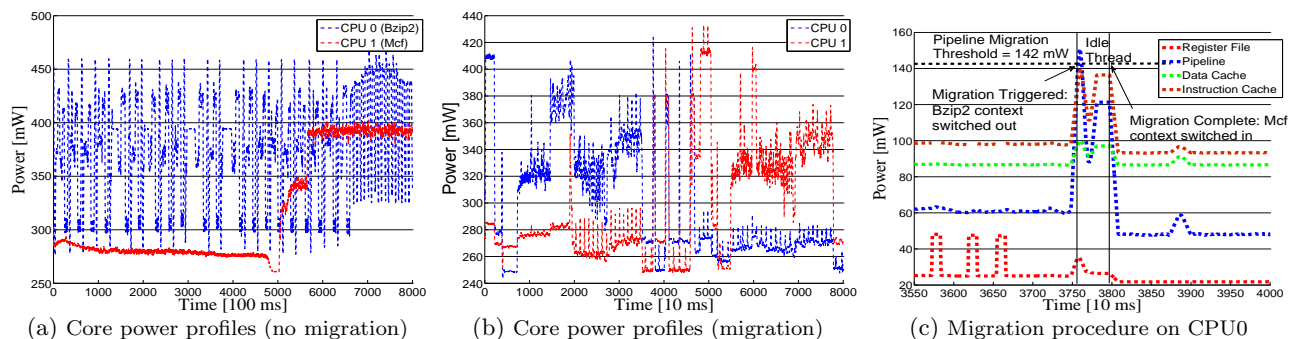 500
450
400
350
300
250
Power [mW]
CPU 0 (Bzip2)
CPU 1 (Mcf)
0 1000 2000 3000 4000 5000 6000 7000 8000
Time [100 ms]
(a) Core power profiles (no migration)
440
420
400
380
360
340
320
300
280
260
240
Power [mW]
CPU 0
CPU 1
0 1000 2000 3000 4000 5000 6000 7000 8000
Time [10 ms]
(b) Core power profiles (migration)
160
140
120
100
80
60
40
20
Power [mW]
Pipeline Migration
Threshold = 142 mW
Idle
Thread
Register File
Pipeline
Data Cache
Instruction Cache
Migration Triggered:
Bzip2 context
switched out
Migration Complete: Mcf
context switched in
3550 3600 3650 3700 3750 3800 3850 3900 3950 4000
Time [10 ms]
(c) Migration procedure on CPU0